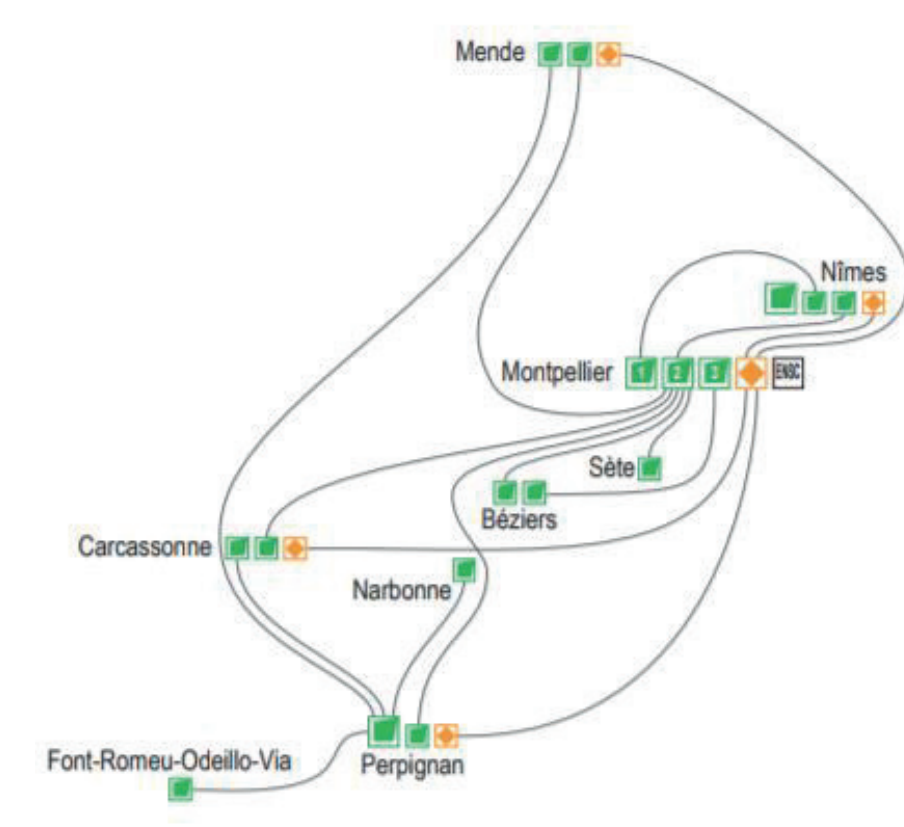 Mende
Nîmes
Montpellier 1 2 3 ENSC
Sète
Béziers
Carcassonne
Narbonne
Font-Romeu-Odeillo-Via
Perpignan